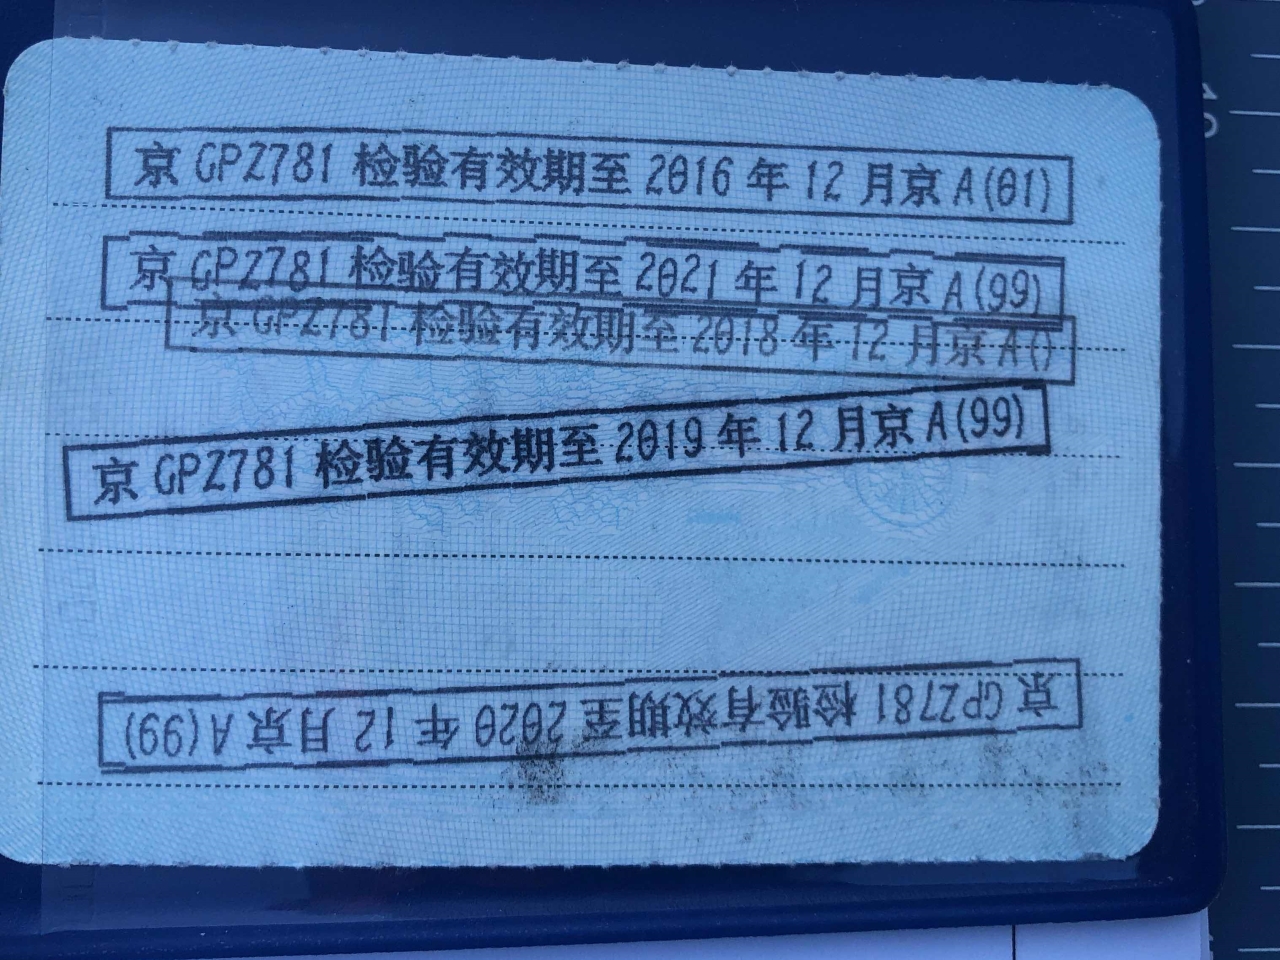 京 GPZ781 检验有效期至 2016 年 12 月京 A(01)
京 GPZ781 检验有效期至 2021 年 12 月京 A(99)
京 GPZ781 检验有效期至 2018 年 12 月京 A()
京 GPZ781 检验有效期至 2019 年 12 月京 A(99)
京 GPZ781 检验有效期至 2020 年 12 月京 A(99)